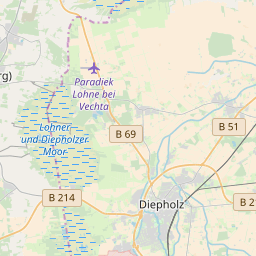 rg)
Paradiek
Lohne bei
Vechta
B 51
Lohner
und Diepholzer
Moor
B 69
B 214
Diepholz
B 2